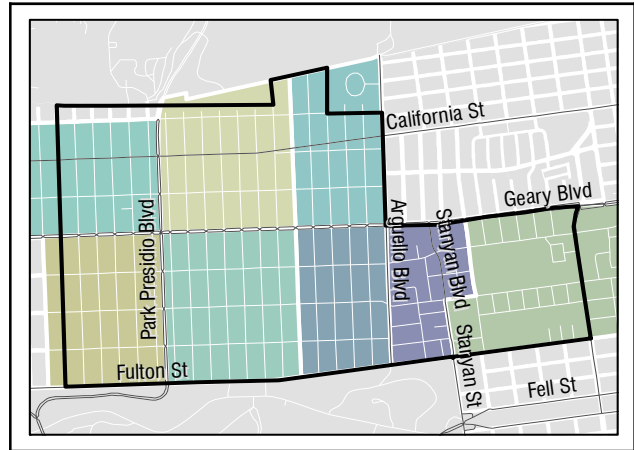 California St
Geary Blvd
Park Presidio Blvd
Arguello Blvd
Stanyan Blvd
Fulton St
Stanyan St
Fell St